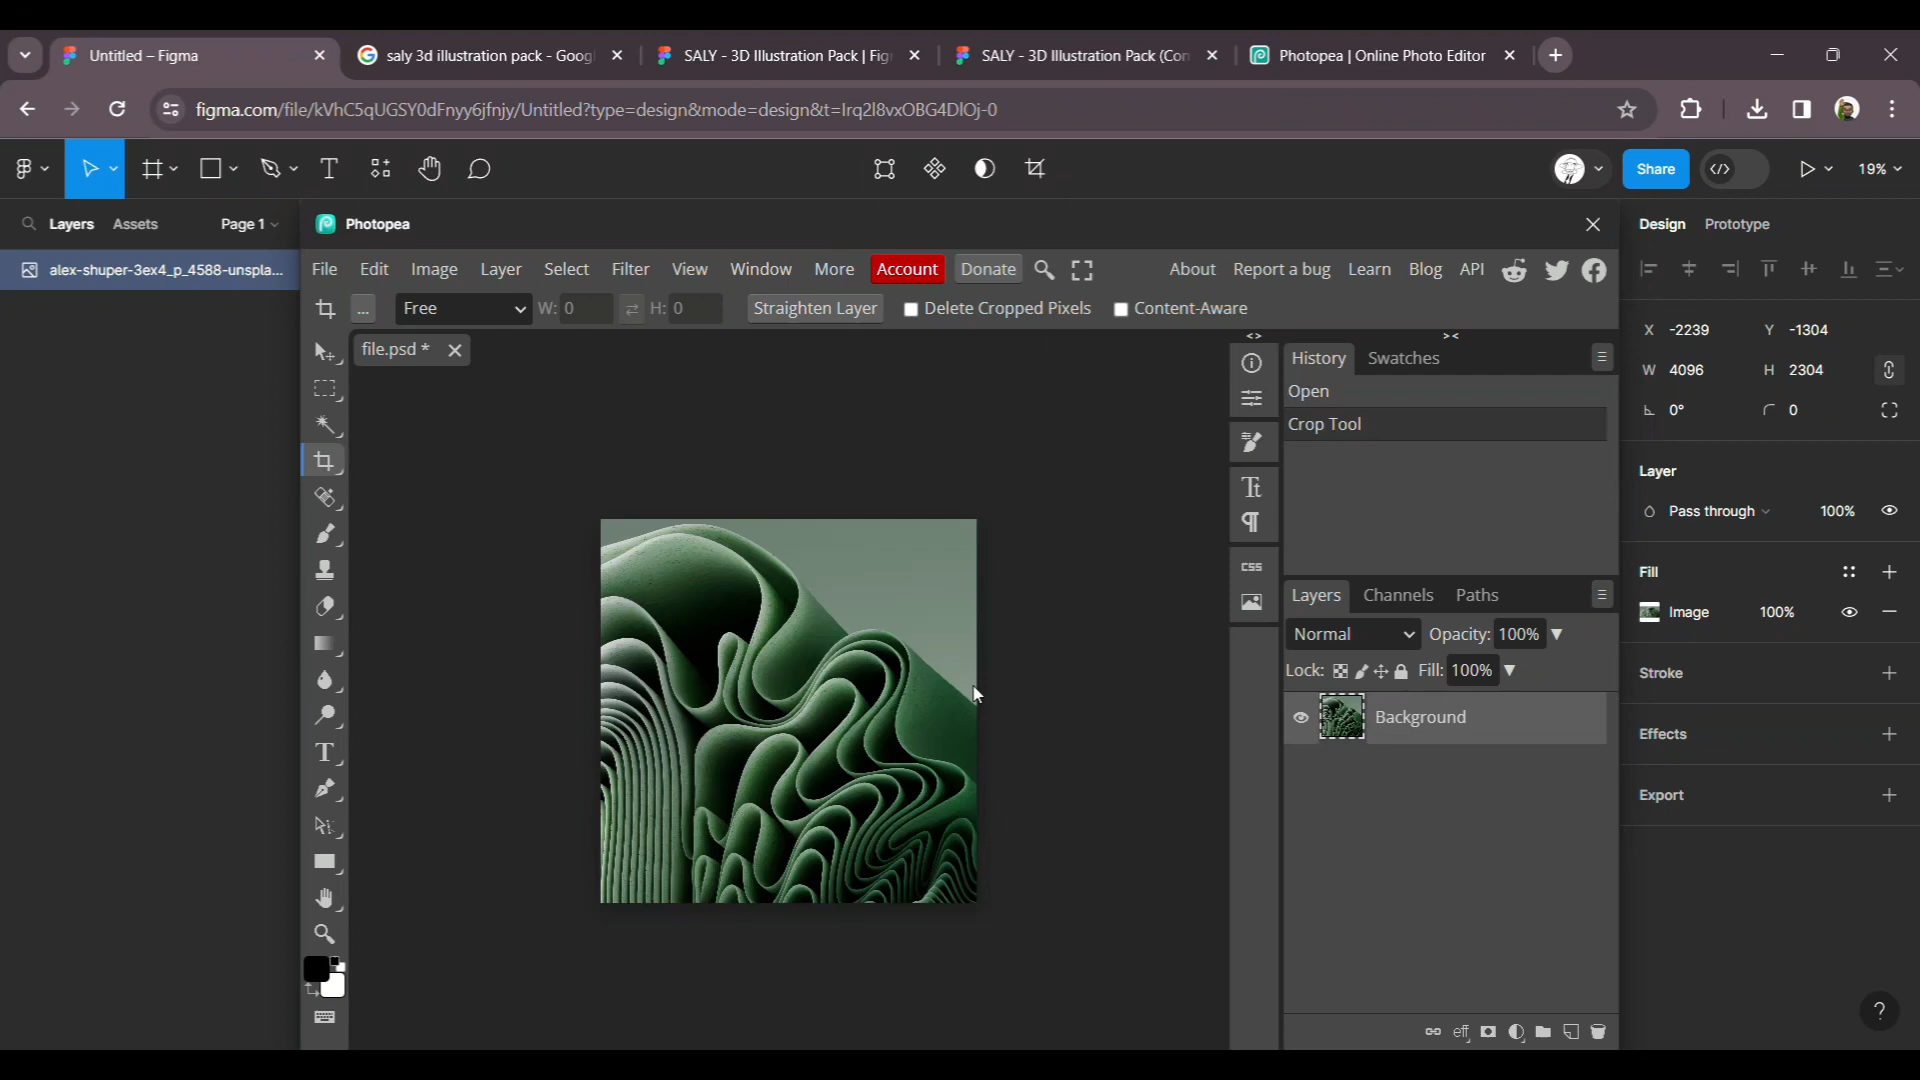 Untitled – Figma
saly 3d illustration pack - Goog
SALY - 3D Illustration Pack | Fig
SALY - 3D Illustration Pack (Con
Photopea | Online Photo Editor
figma.com/file/kVhC5qUGSY0dFnyy6jfnjy/Untitled?type=design&mode=design&t=Irq2l8vxOBG4DlOj-0
Share
19%
Layers Assets Page 1
Photopea
Design Prototype
alex-shuper-3ex4_p_4588-unspla...
File Edit Image Layer Select Filter View Window More Account Donate
About Report a bug Learn Blog API
... Free W: 0 H: 0 Straighten Layer Delete Cropped Pixels Content-Aware
file.psd *
< >
> <
History Swatches
Open
Crop Tool
CSS
Layers Channels Paths
Normal Opacity: 100%
Lock: Fill: 100%
Background
eff
X -2239 Y -1304
W 4096 H 2304
0° 0
Layer
Pass through 100%
Fill
Image 100%
Stroke
Effects
Export
?